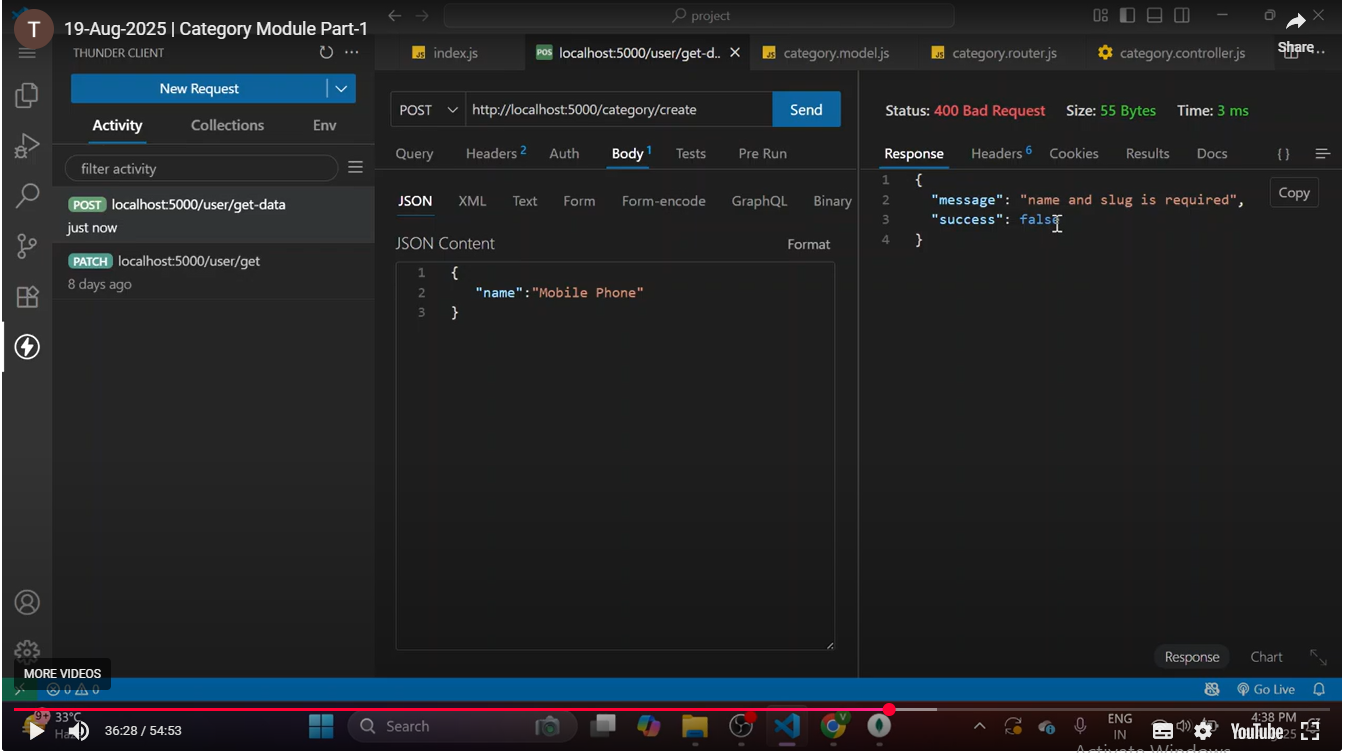 T 19-Aug-2025 | Category Module Part-1
project
Share
THUNDER CLIENT
index.js
POS localhost:5000/user/get-d..
category.model.js
category.router.js
category.controller.js
New Request
Activity Collections Env
filter activity
POST localhost:5000/user/get-data
just now
PATCH localhost:5000/user/get
8 days ago
POST http://localhost:5000/category/create Send
Query Headers 2 Auth Body 1 Tests Pre Run
JSON XML Text Form Form-encode GraphQL Binary
JSON Content Format
1 {
2 "name":"Mobile Phone"
3 }
Status: 400 Bad Request Size: 55 Bytes Time: 3 ms
Response Headers 6 Cookies Results Docs { }
Copy
1 {
2 "message": "name and slug is required",
3 "success": false
4 }
Response Chart
MORE VIDEOS
0 0
Go Live
33°C
36:28 / 54:53
Search
ENG
IN
4:38 PM
YouTube
Activate Windows